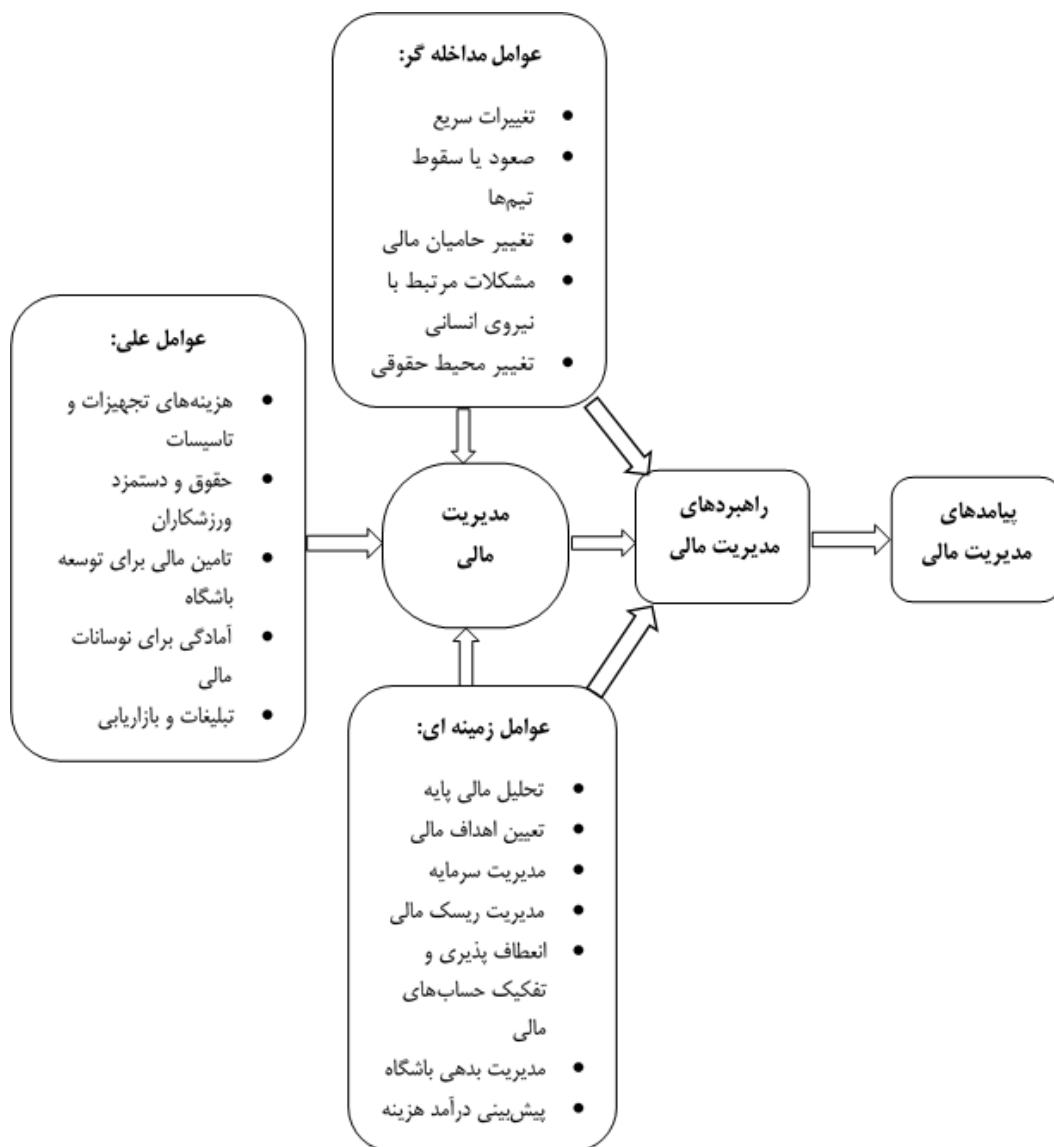 عوامل مداخله گر:
● تغییرات سریع
● صعود یا سقوط
تیم‌ها
● تغییر حامیان مالی
● مشکلات مرتبط با
نیروی انسانی
● تغییر محیط حقوقی
عوامل علی:
● هزینه‌های تجهیزات و
تاسیسات
● حقوق و دستمزد
ورزشکاران
● تامین مالی برای توسعه
باشگاه
● آمادگی برای نوسانات
مالی
● تبلیغات و بازاریابی
مدیریت
مالی
راهبردهای
مدیریت مالی
پیامدهای
مدیریت مالی
عوامل زمینه ای:
● تحلیل مالی پایه
● تعیین اهداف مالی
● مدیریت سرمایه
● مدیریت ریسک مالی
● انعطاف پذیری و
تفکیک حساب‌های
مالی
● مدیریت بدهی باشگاه
● پیش‌بینی درآمد هزینه